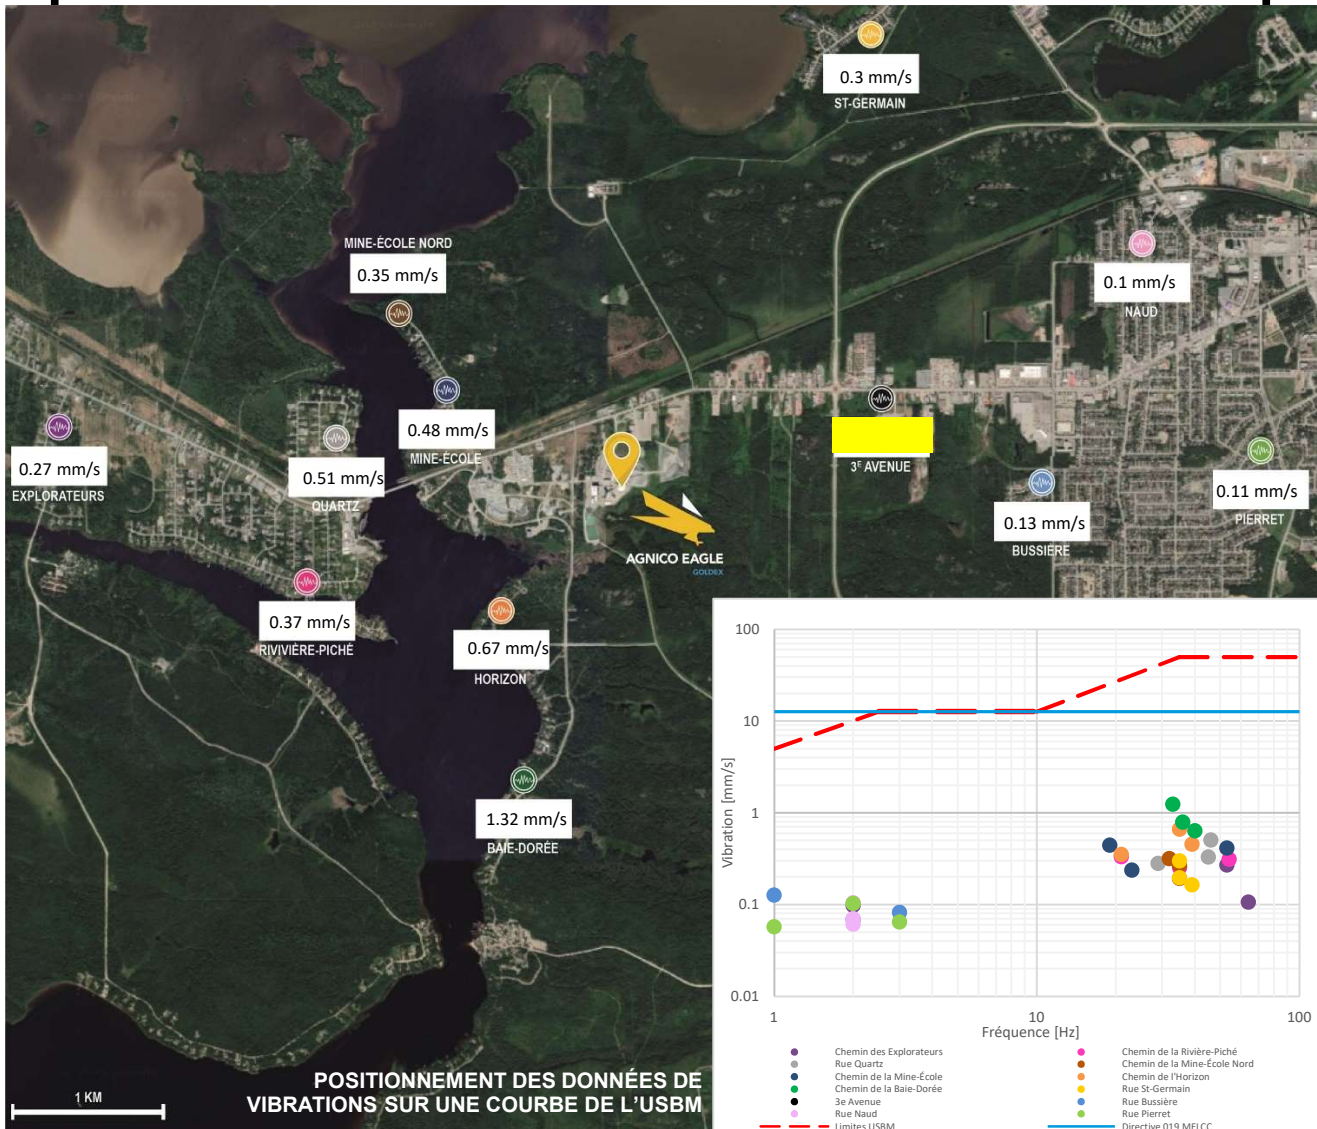 0.3 mm/s
ST-GERMAIN
MINE-ÉCOLE NORD
0.35 mm/s
0.1 mm/s
NAUD
0.48 mm/s
MINE-ÉCOLE
0.27 mm/s
EXPLORATEURS
0.51 mm/s
QUARTZ
3E AVENUE
0.11 mm/s
PIERRET
0.13 mm/s
BUSSIÈRE
AGNICO EAGLE
GOLDEX
0.37 mm/s
RIVIVIÈRE-PICHÉ
0.67 mm/s
HORIZON
1.32 mm/s
BAIE-DORÉE
100
10
1
0.1
0.01
Vibration [mm/s]
1
10
100
Fréquence [Hz]
Chemin des Explorateurs
Chemin de la Rivière-Piché
Rue Quartz
Chemin de la Mine-École Nord
Chemin de la Mine-École
Chemin de l'Horizon
Chemin de la Baie-Dorée
Rue St-Germain
3e Avenue
Rue Bussière
Rue Naud
Rue Pierret
Limites USBM
Directive 019 MELCC
1 KM
POSITIONNEMENT DES DONNÉES DE
VIBRATIONS SUR UNE COURBE DE L'USBM